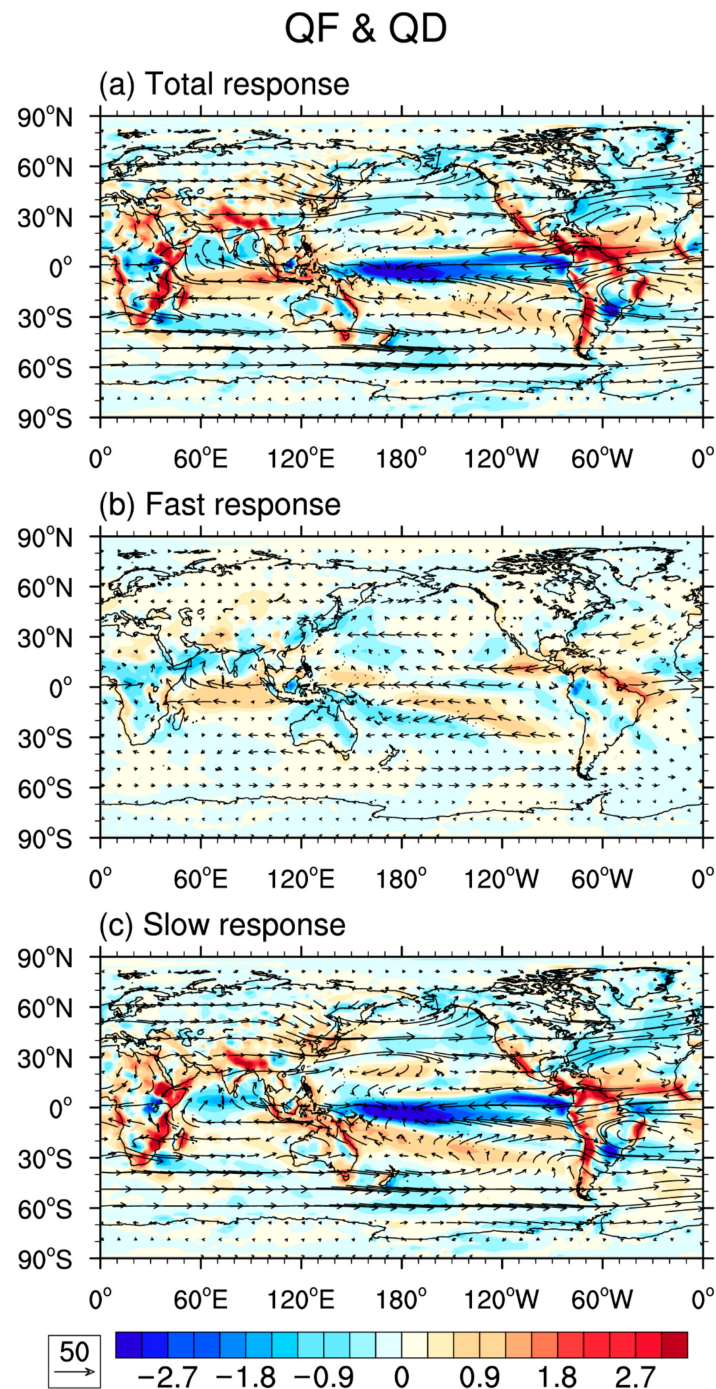 QF & QD
(a) Total response
90°N
60°N
30°N
0°
30°S
60°S
90°S
0° 60°E 120°E 180° 120°W 60°W 0°
(b) Fast response
90°N
60°N
30°N
0°
30°S
60°S
90°S
0° 60°E 120°E 180° 120°W 60°W 0°
(c) Slow response
90°N
60°N
30°N
0°
30°S
60°S
90°S
0° 60°E 120°E 180° 120°W 60°W 0°
50
−2.7 −1.8 −0.9 0 0.9 1.8 2.7